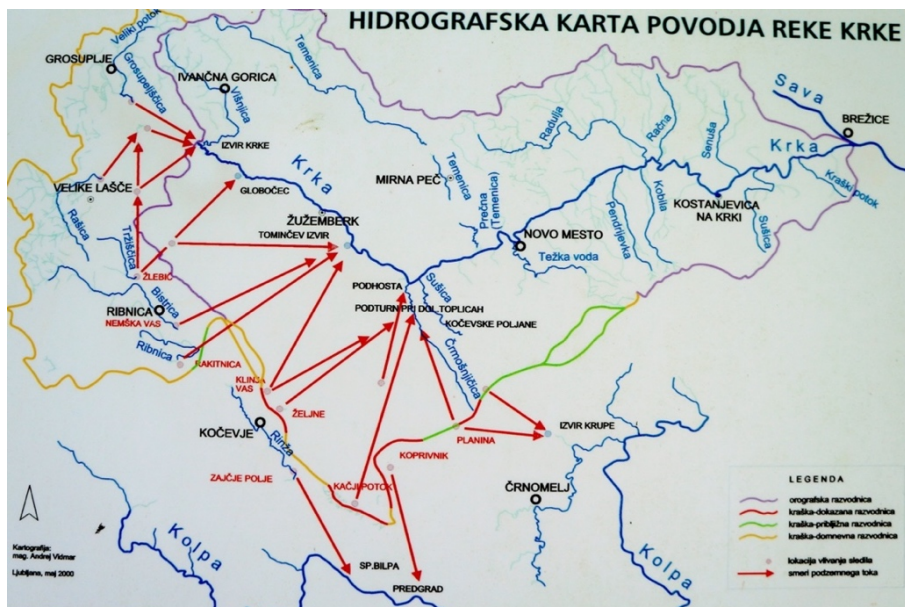 HIDROGRAFSKA KARTA POVODJA REKE KRKE
Veliki potok
GROSUPLJE
Grosupeljščica
IVANČNA GORICA
Višnjica
Temenica
IZVIR KRKE
Krka
GLOBOČEC
VELIKE LAŠČE
Rašica
Tržiščica
ŽLEBIČ
ŽUŽEMBERK
TOMINČEV IZVIR
MIRNA PEČ
Temenica
Prečna
(Temenica)
Radulja
Račna
Senuša
Sava
BREŽICE
Krka
Kraški potok
KOSTANJEVICA
NA KRKI
Sušica
Kobila
Pendirjevka
NOVO MESTO
Težka voda
Bistrica
RIBNICA
NEMŠKA VAS
Ribnica
RAKITNICA
PODHOSTA
Sušica
PODTURN PRI DOL.TOPLICAH
KOČEVSKE POLJANE
Črmošnjičica
KLINJA
VAS
ŽELJNE
KOČEVJE
Rinža
ZAJČJE POLJE
KAČJI POTOK
KOPRIVNIK
PLANINA
IZVIR KRUPE
ČRNOMELJ
Kolpa
SP.BILPA
PREDGRAD
Kolpa
LEGENDA
orografska razvodnica
kraška-dokazana razvodnica
kraška-približna razvodnica
kraška-domnevna razvodnica
lokacija vlivanja sledila
smeri podzemnega toka
Kartografija:
mag. Andrej Vidmar
Ljubljana, maj 2000